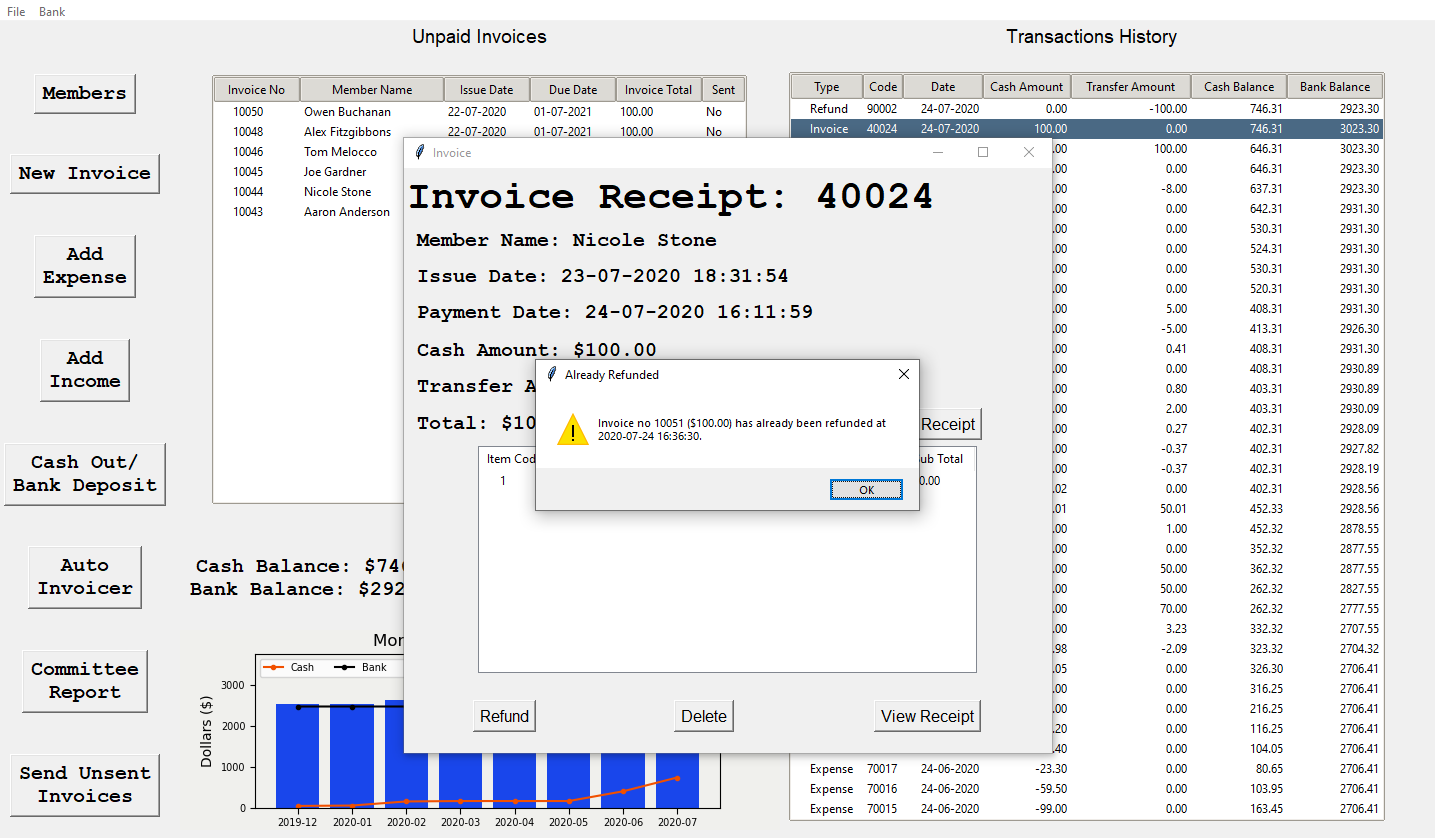 File Bank
Unpaid Invoices
Transactions History
Members
New Invoice
Add
Expense
Add
Income
Cash Out/
Bank Deposit
Auto
Invoicer
Committee
Report
Send Unsent
Invoices
Invoice No Member Name Issue Date Due Date Invoice Total Sent
10050 Owen Buchanan 22-07-2020 01-07-2021 100.00 No
10048 Alex Fitzgibbons 22-07-2020 01-07-2021 100.00 No
10046 Tom Melocco
10045 Joe Gardner
10044 Nicole Stone
10043 Aaron Anderson
Cash Balance: $74
Bank Balance: $292
Mon
Cash Bank
Dollars ($)
3000
2000
1000
0
2019-12 2020-01 2020-02 2020-03 2020-04 2020-05 2020-06 2020-07
Invoice
Invoice Receipt: 40024
Member Name: Nicole Stone
Issue Date: 23-07-2020 18:31:54
Payment Date: 24-07-2020 16:11:59
Cash Amount: $100.00
Transfer A
Total: $10
Receipt
Item Cod ub Total
1 0.00
Refund Delete View Receipt
Already Refunded
Invoice no 10051 ($100.00) has already been refunded at
2020-07-24 16:36:30.
OK
Type Code Date Cash Amount Transfer Amount Cash Balance Bank Balance
Refund 90002 24-07-2020 0.00 -100.00 746.31 2923.30
Invoice 40024 24-07-2020 100.00 0.00 746.31 3023.30
.00 100.00 646.31 3023.30
.00 0.00 646.31 2923.30
.00 -8.00 637.31 2923.30
.00 0.00 642.31 2931.30
.00 0.00 530.31 2931.30
.00 0.00 524.31 2931.30
.00 0.00 530.31 2931.30
.00 0.00 520.31 2931.30
.00 5.00 408.31 2931.30
.00 -5.00 413.31 2926.30
.00 0.41 408.31 2931.30
.00 0.00 408.31 2930.89
.00 0.80 403.31 2930.89
.00 2.00 403.31 2930.09
.00 0.27 402.31 2928.09
.00 -0.37 402.31 2927.82
.00 -0.37 402.31 2928.19
.02 0.00 402.31 2928.56
.01 50.01 452.33 2928.56
.00 1.00 452.32 2878.55
.00 0.00 352.32 2877.55
.00 50.00 362.32 2877.55
.00 50.00 262.32 2827.55
.00 70.00 262.32 2777.55
.00 3.23 332.32 2707.55
.98 -2.09 323.32 2704.32
.05 0.00 326.30 2706.41
.00 0.00 316.25 2706.41
.00 0.00 216.25 2706.41
.20 0.00 116.25 2706.41
.40 0.00 104.05 2706.41
Expense 70017 24-06-2020 -23.30 0.00 80.65 2706.41
Expense 70016 24-06-2020 -59.50 0.00 103.95 2706.41
Expense 70015 24-06-2020 -99.00 0.00 163.45 2706.41